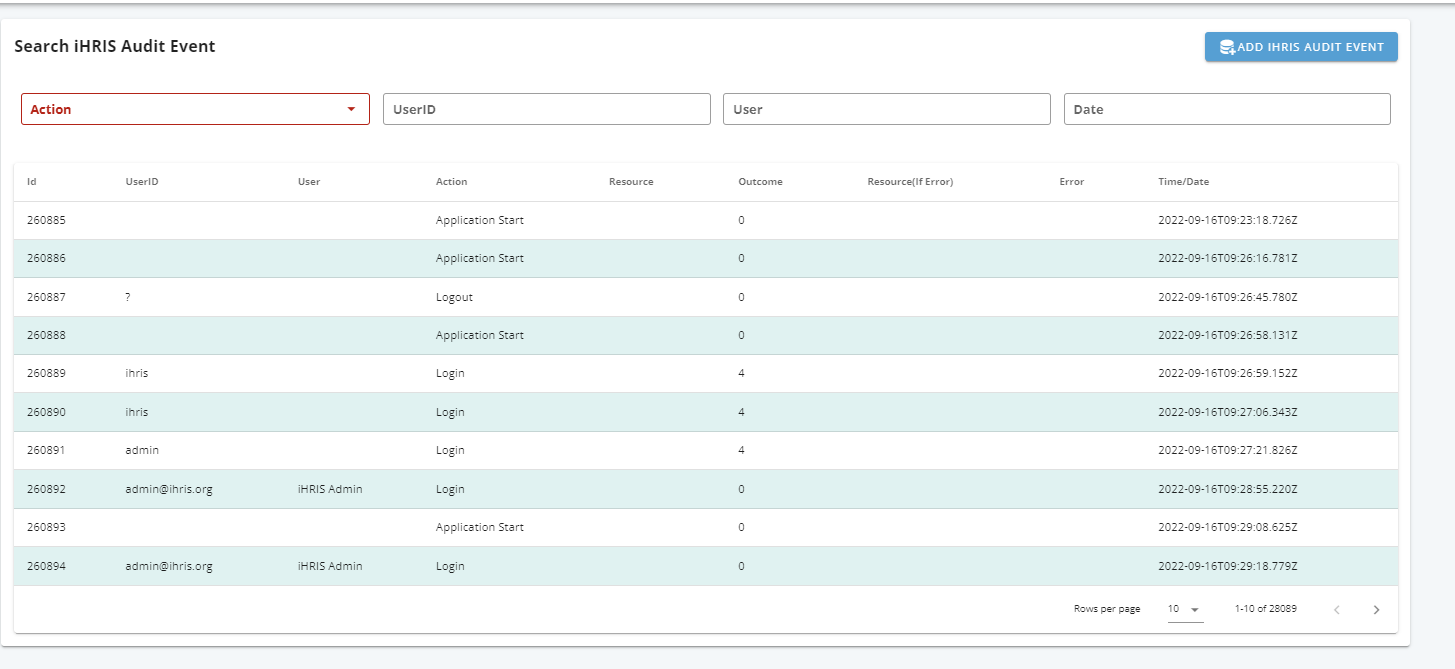 Search iHRIS Audit Event
ADD IHRIS AUDIT EVENT
Action UserID User Date
Id UserID User Action Resource Outcome Resource(If Error) Error Time/Date
260885 Application Start 0 2022-09-16T09:23:18.726Z
260886 Application Start 0 2022-09-16T09:26:16.781Z
260887 ? Logout 0 2022-09-16T09:26:45.780Z
260888 Application Start 0 2022-09-16T09:26:58.131Z
260889 ihris Login 4 2022-09-16T09:26:59.152Z
260890 ihris Login 4 2022-09-16T09:27:06.343Z
260891 admin Login 4 2022-09-16T09:27:21.826Z
260892 admin@ihris.org iHRIS Admin Login 0 2022-09-16T09:28:55.220Z
260893 Application Start 0 2022-09-16T09:29:08.625Z
260894 admin@ihris.org iHRIS Admin Login 0 2022-09-16T09:29:18.779Z
Rows per page 10 1-10 of 28089